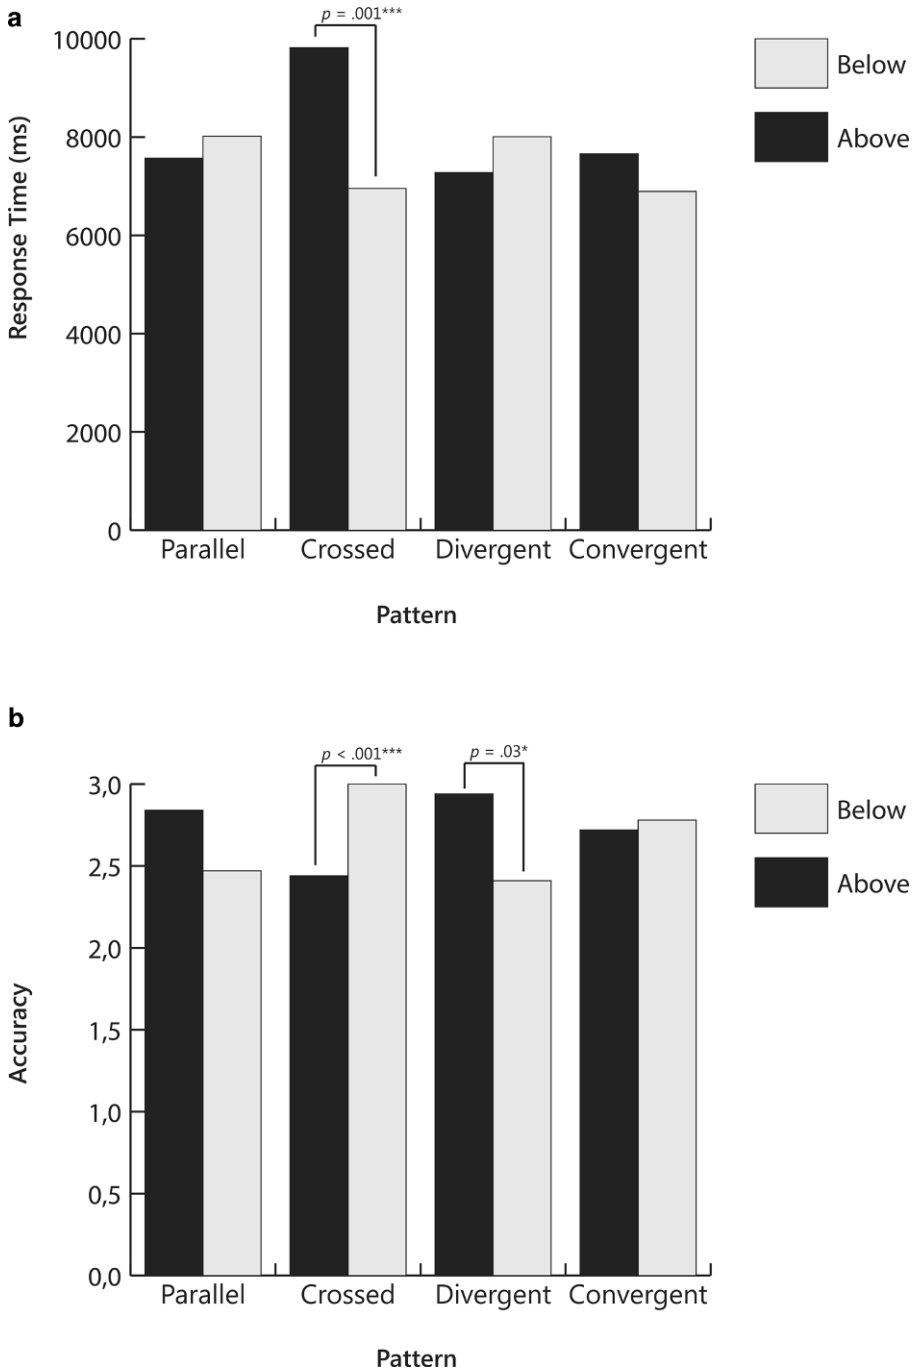 a
p = .001***
10000
8000
6000
4000
2000
0
Response Time (ms)
Parallel Crossed Divergent Convergent
Pattern
Below
Above
b
p < .001*** p = .03*
3,0
2,5
2,0
1,5
1,0
0,5
0,0
Accuracy
Parallel Crossed Divergent Convergent
Pattern
Below
Above